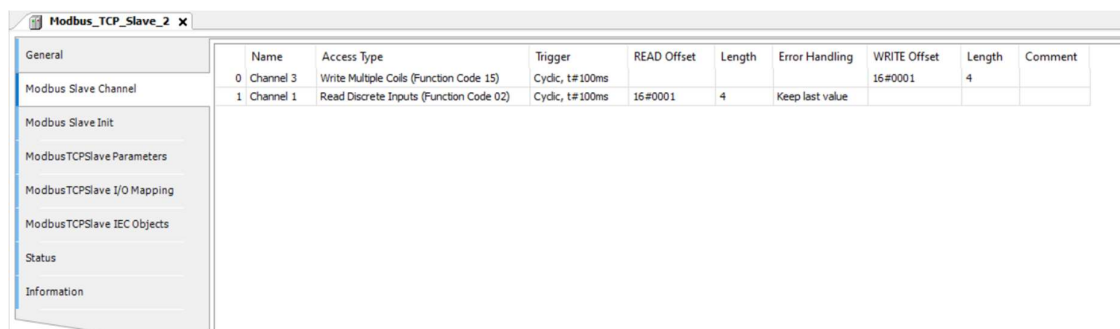 Modbus_TCP_Slave_2 X
General
Modbus Slave Channel
Modbus Slave Init
ModbusTCPSlave Parameters
ModbusTCPSlave I/O Mapping
ModbusTCPSlave IEC Objects
Status
Information
Name Access Type Trigger READ Offset Length Error Handling WRITE Offset Length Comment
0 Channel 3 Write Multiple Coils (Function Code 15) Cyclic, t#100ms 16#0001 4
1 Channel 1 Read Discrete Inputs (Function Code 02) Cyclic, t#100ms 16#0001 4 Keep last value